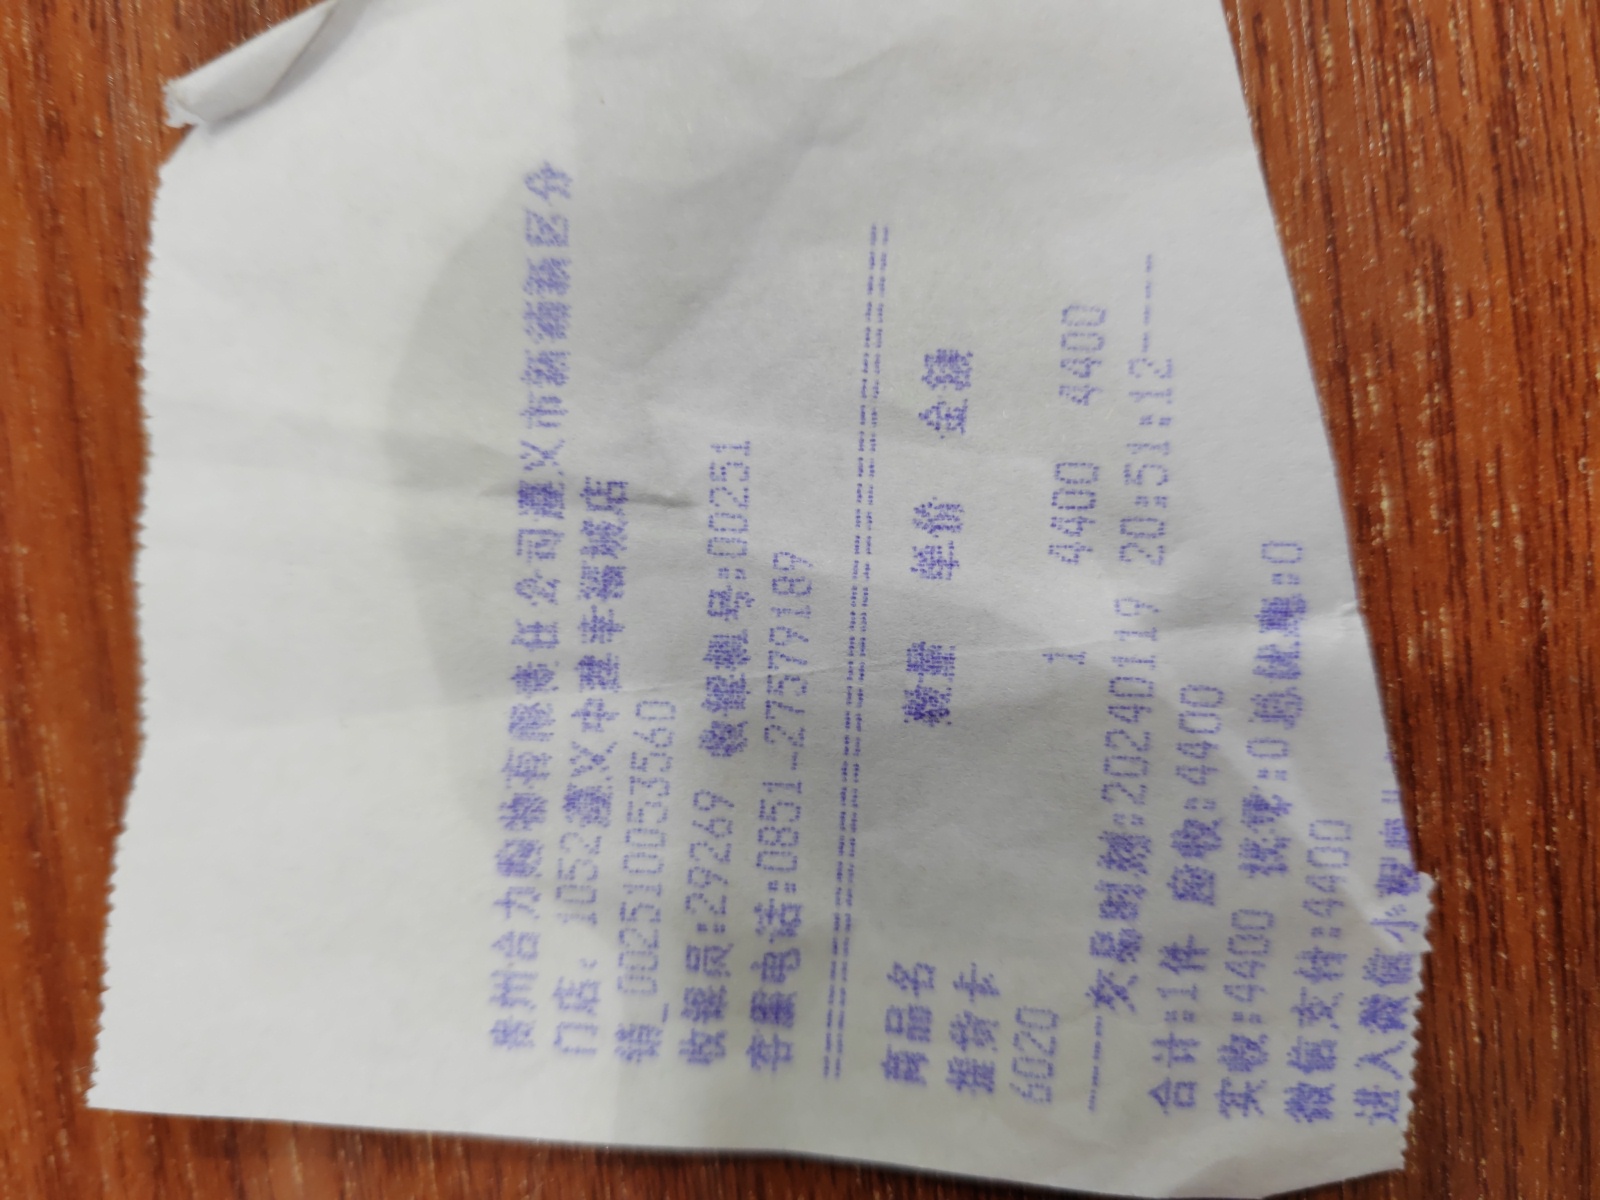 贵州合力购物有限责任公司遵义市新蒲新区分
门店: 1052遵义中建幸福城店
销_002510053560
收银员:29269 收银机号:00251
客服电话:0851-27579189
==========================================
商品名 数量 单价 金额
提货卡
6020 1 4400 4400
-----交易时刻:20240119 20:51:12-----
合计:1件 应收:4400
实收:4400 找零:0总优惠:0
微信支付:4400
进入微信小程序"